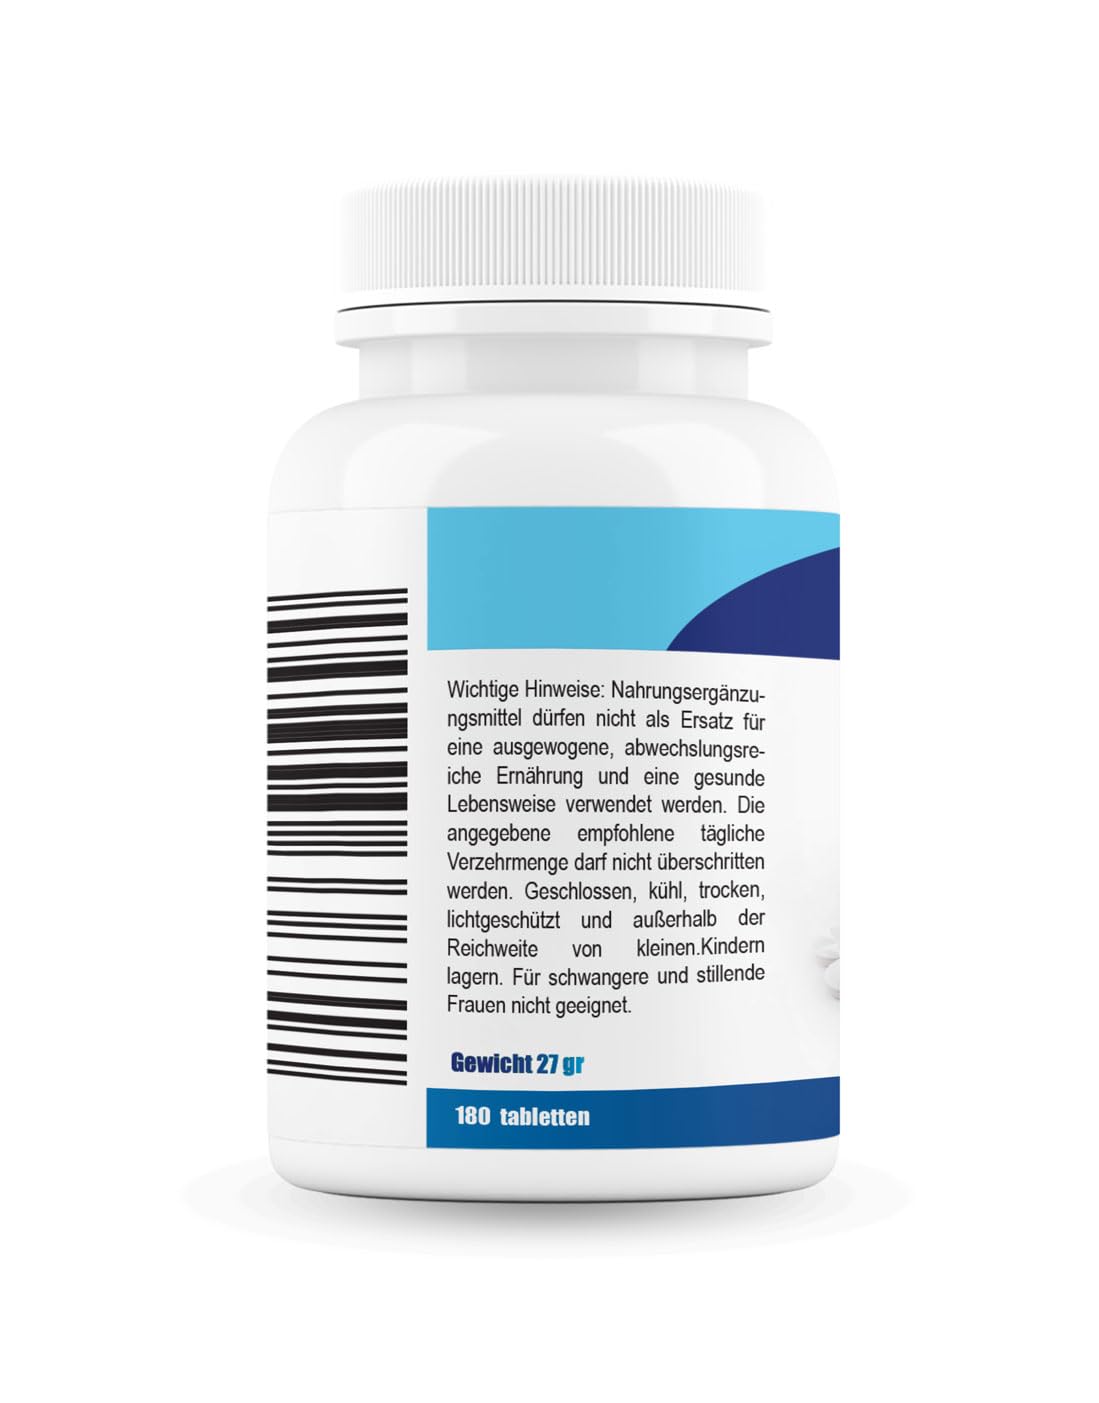 Wichtige Hinweise: Nahrungsergänzu-
ngsmittel dürfen nicht als Ersatz für
eine ausgewogene, abwechslungsre-
iche Ernährung und eine gesunde
Lebensweise verwendet werden. Die
angegebene empfohlene tägliche
Verzehrmenge darf nicht überschritten
werden. Geschlossen, kühl, trocken,
lichtgeschützt und außerhalb der
Reichweite von kleinen.Kindern
lagern. Für schwangere und stillende
Frauen nicht geeignet.
Gewicht 27 gr
180 tabletten